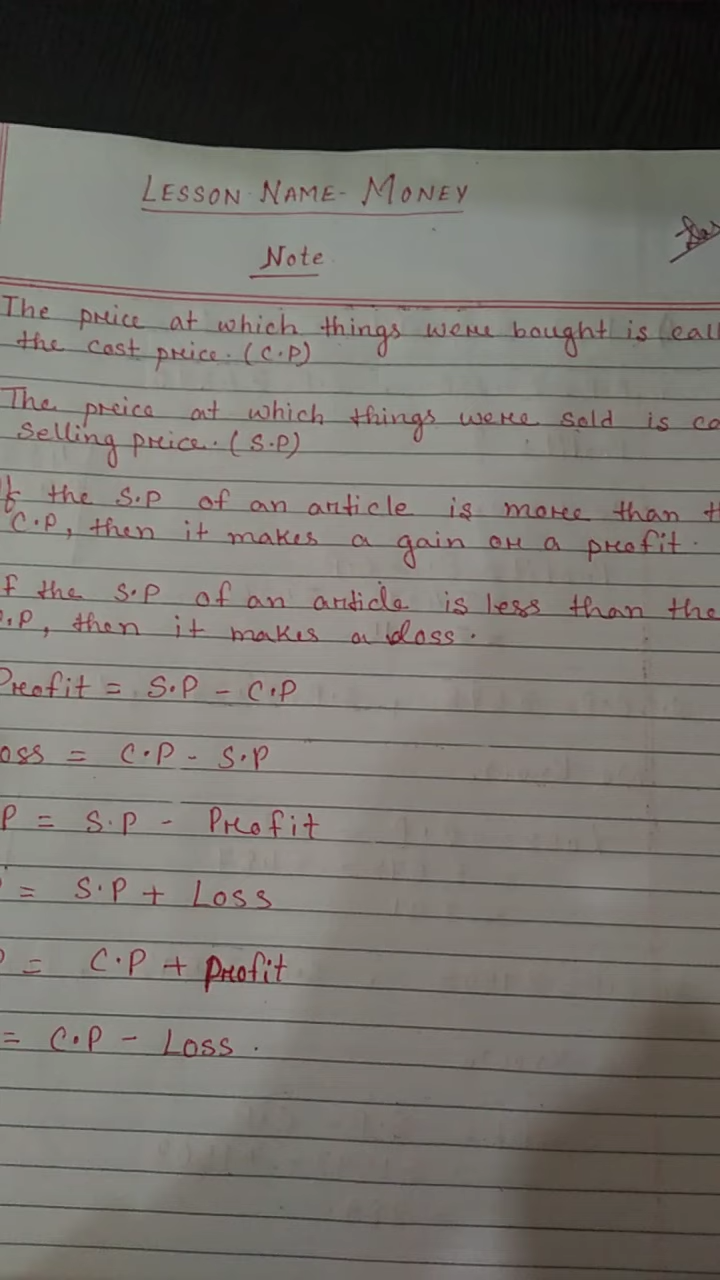 LESSON NAME- MONEY
Note
The price at which things were bought is call
the cost price. (C.P)
The price at which things were sold is ca
selling price. (S.P)
If the S.P of an article is more than th
C.P, then it makes a gain or a profit.
f the S.P of an article is less than the
.P, then it makes a loss.
Profit = S.P - C.P
oss = C.P - S.P
P = S.P - Profit
= S.P + Loss
= C.P + Profit
= C.P - Loss.